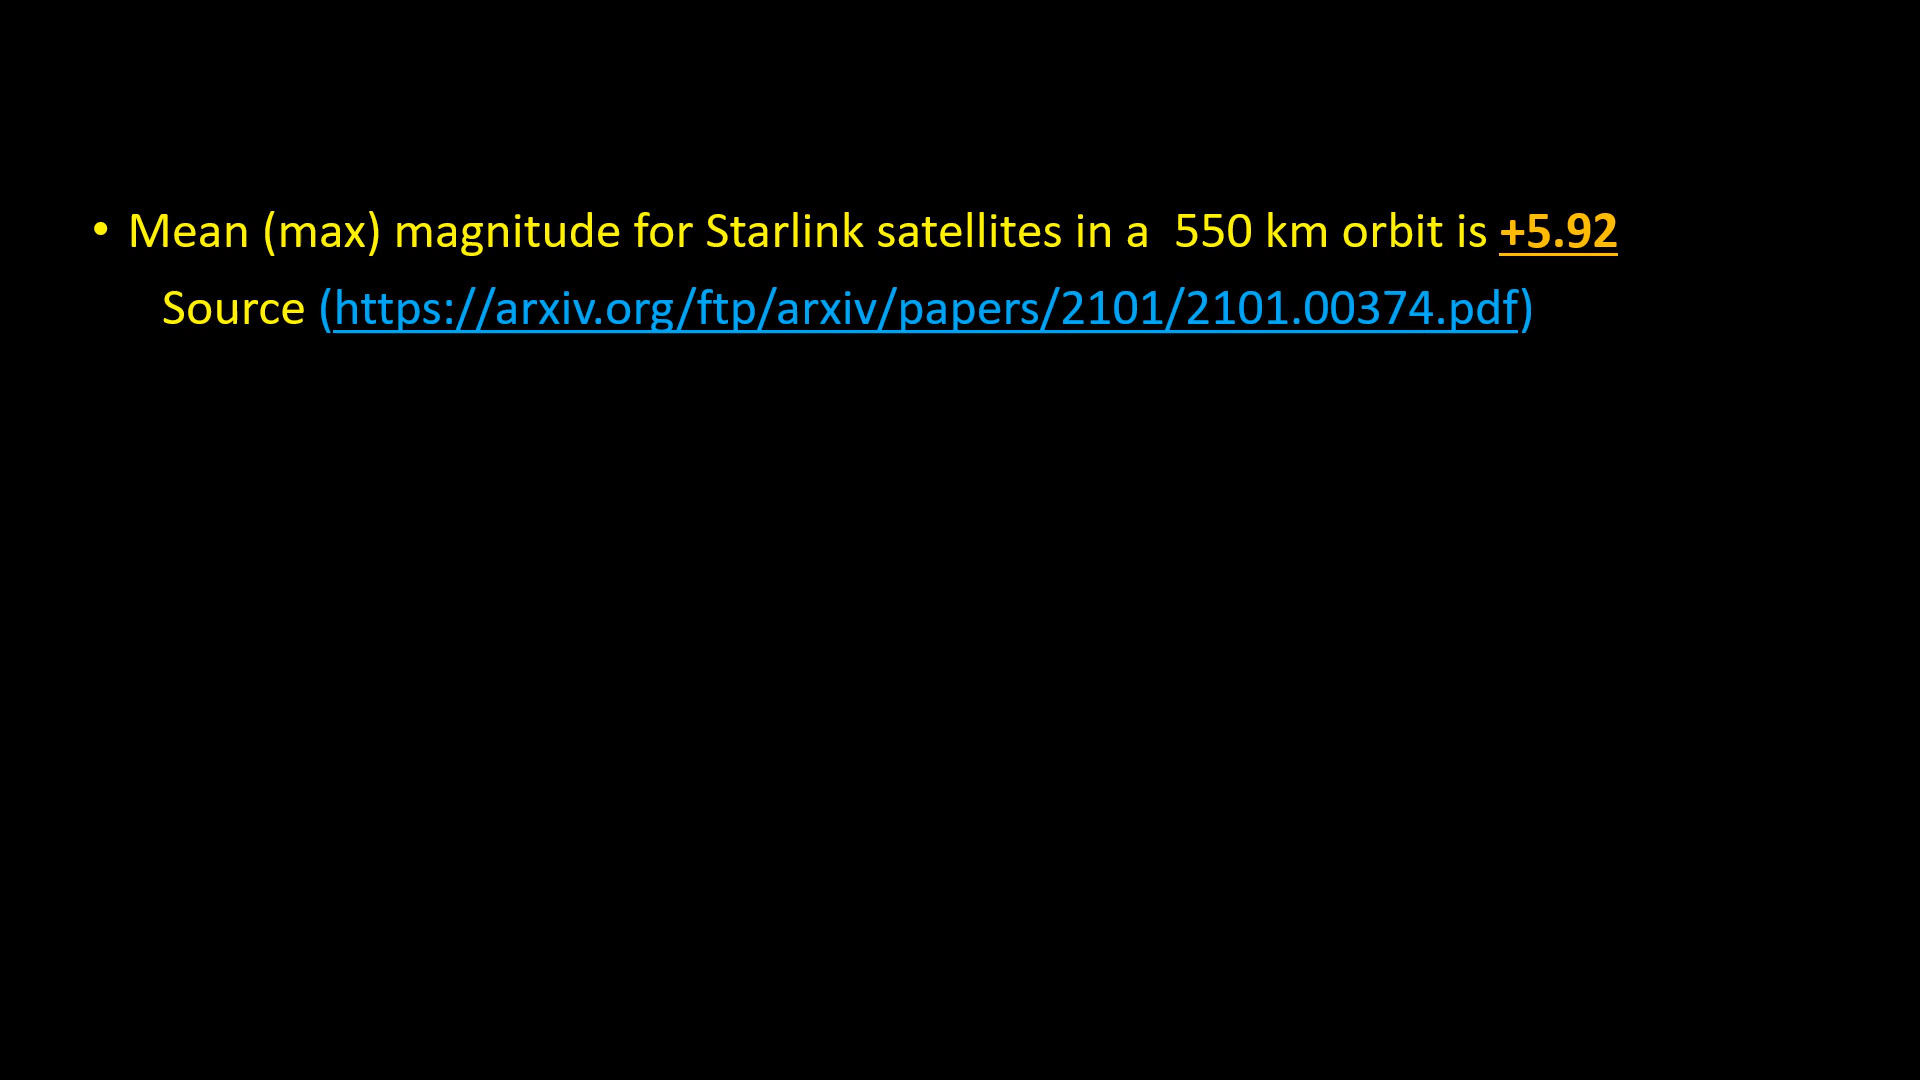 • Mean (max) magnitude for Starlink satellites in a  550 km orbit is +5.92
Source (https://arxiv.org/ftp/arxiv/papers/2101/2101.00374.pdf)